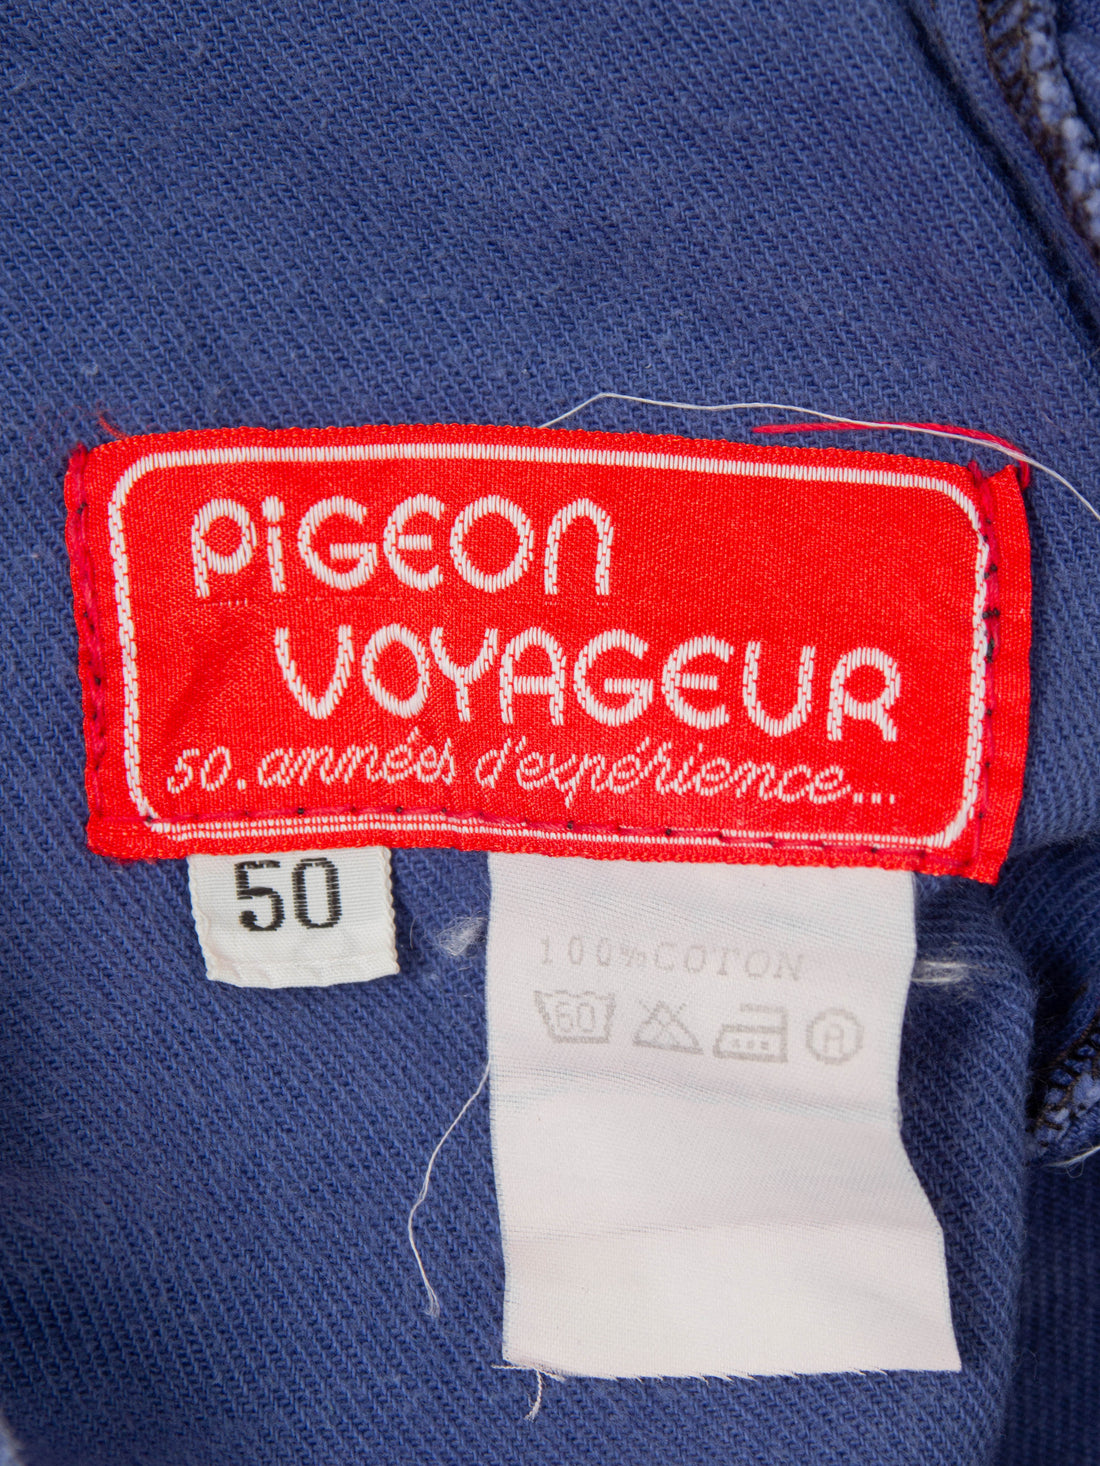 PiGEON
VOYAGEUR
50. années d'expérience...
50
100% COTON
60
A